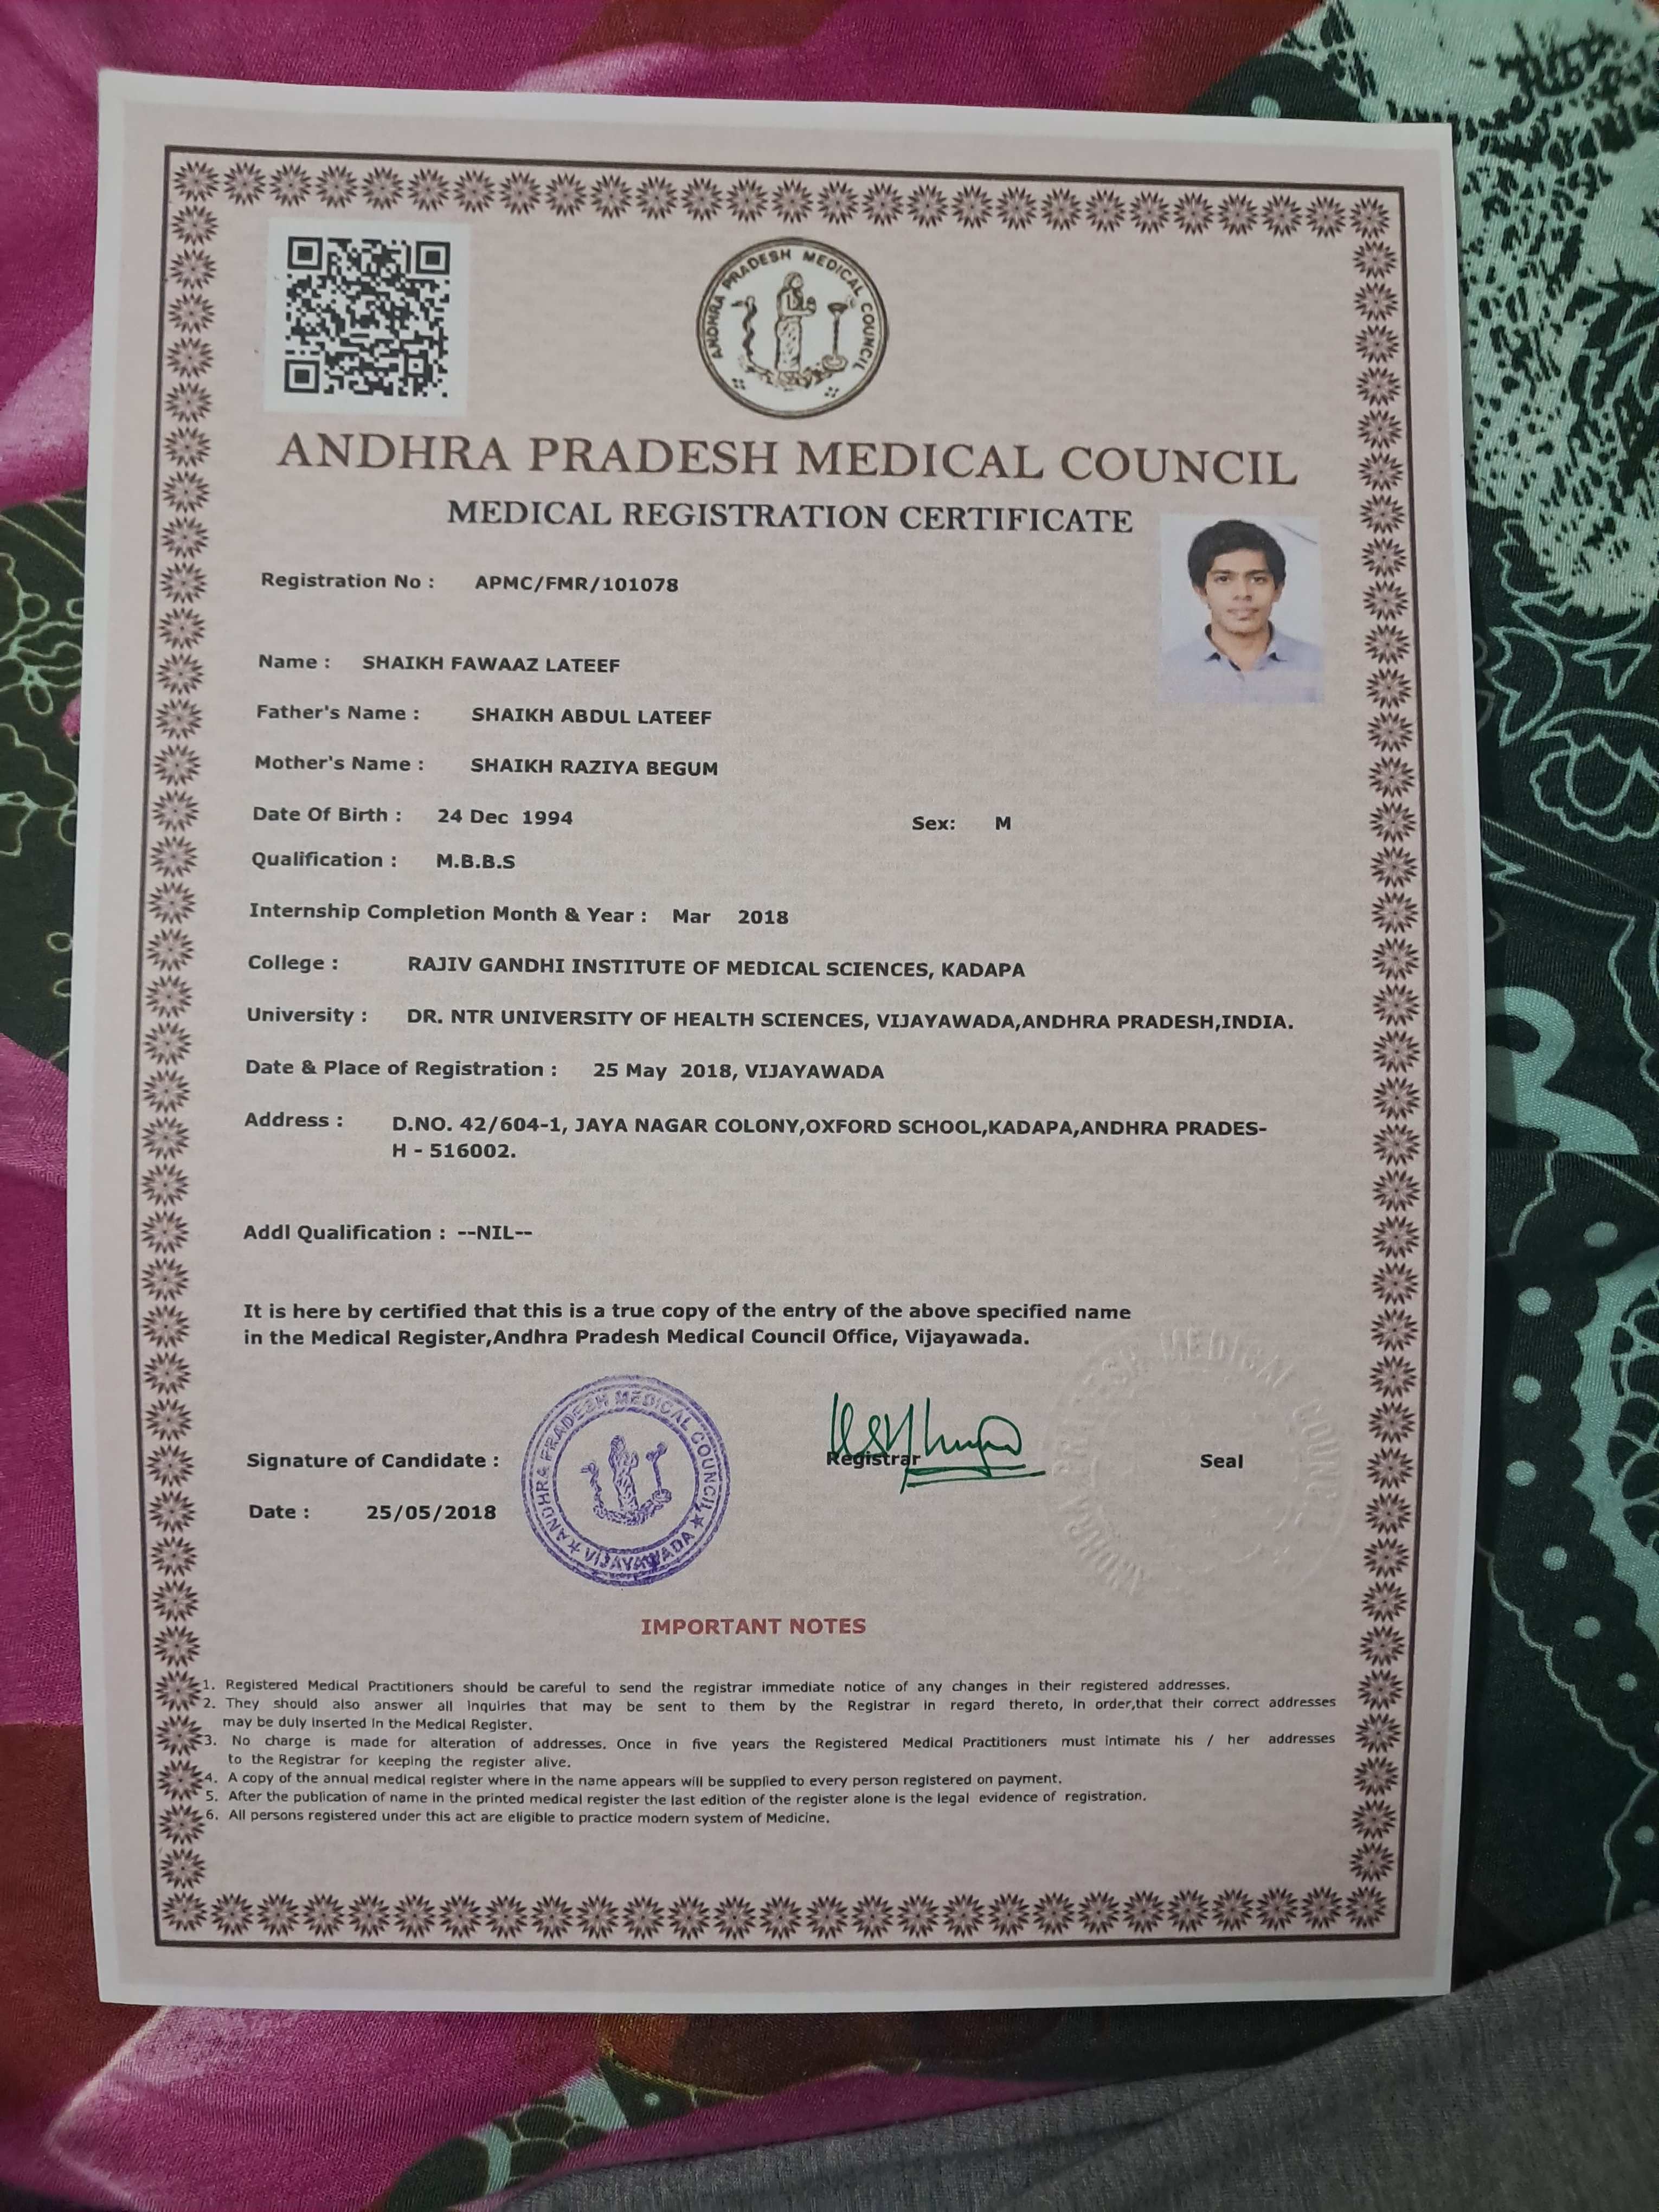 ANDHRA PRADESH MEDICAL COUNCIL
ANDHRA PRADESH MEDICAL COUNCIL
MEDICAL REGISTRATION CERTIFICATE
Registration No : APMC/FMR/101078
Name : SHAIKH FAWAAZ LATEEF
Father's Name : SHAIKH ABDUL LATEEF
Mother's Name : SHAIKH RAZIYA BEGUM
Date Of Birth : 24 Dec 1994 Sex: M
Qualification : M.B.B.S
Internship Completion Month & Year : Mar 2018
College : RAJIV GANDHI INSTITUTE OF MEDICAL SCIENCES, KADAPA
University : DR. NTR UNIVERSITY OF HEALTH SCIENCES, VIJAYAWADA,ANDHRA PRADESH,INDIA.
Date & Place of Registration : 25 May 2018, VIJAYAWADA
Address : D.NO. 42/604-1, JAYA NAGAR COLONY,OXFORD SCHOOL,KADAPA,ANDHRA PRADES-
H - 516002.
Addl Qualification : --NIL--
It is here by certified that this is a true copy of the entry of the above specified name
in the Medical Register,Andhra Pradesh Medical Council Office, Vijayawada.
ANDHRA PRADESH MEDICAL COUNCIL
VIJAYAWADA
ANDHRA PRADESH MEDICAL COUNCIL
Signature of Candidate : Registrar Seal
Date : 25/05/2018
IMPORTANT NOTES
1. Registered Medical Practitioners should be careful to send the registrar immediate notice of any changes in their registered addresses.
2. They should also answer all inquiries that may be sent to them by the Registrar in regard thereto, in order,that their correct addresses
may be duly inserted in the Medical Register.
3. No charge is made for alteration of addresses. Once in five years the Registered Medical Practitioners must intimate his / her addresses
to the Registrar for keeping the register alive.
4. A copy of the annual medical register where in the name appears will be supplied to every person registered on payment.
5. After the publication of name in the printed medical register the last edition of the register alone is the legal evidence of registration.
6. All persons registered under this act are eligible to practice modern system of Medicine.